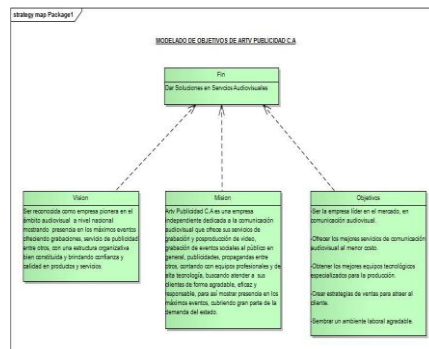 strategy map Package1
MODELADO DE OBJETIVOS DE ARTV PUBLICIDAD C.A
Fin
Dar Soluciones en Servcios Audiovisuales
Vision
Ser reconocida como empresa pionera en el
ámbito audiovisual a nivel nacional
mostrando presencia en los máximos eventos
ofreciendo grabaciones, servicio de publicidad
entre otros, con una estructura organizativa
bien constituida y brindando confianza y
calidad en productos y servicios.
Mision
Artv Publicidad C.A es una empresa
independiente dedicada a la comunicación
audiovisual que ofrece sus servicios de
grabación y posproducción de video,
grabación de eventos sociales al público en
general, publicidades, propagandas entre
otros, contando con equipos profesionales y de
alta tecnología, buscando atender a sus
clientes de forma agradable, eficaz y
responsable, para así mostrar presencia en los
máximos eventos, cubriendo gran parte de la
demanda del estado.
Objetivos
-Ser la empresa líder en el mercado, en
comunicación audiovisual.
-Ofrecer los mejores servicios de comunicación
audiovisual al menor costo.
-Obtener los mejores equipos tecnológicos
especializados para la producción.
-Crear estrategias de ventas para atraer al
cliente.
-Sembrar un ambiente laboral agradable.